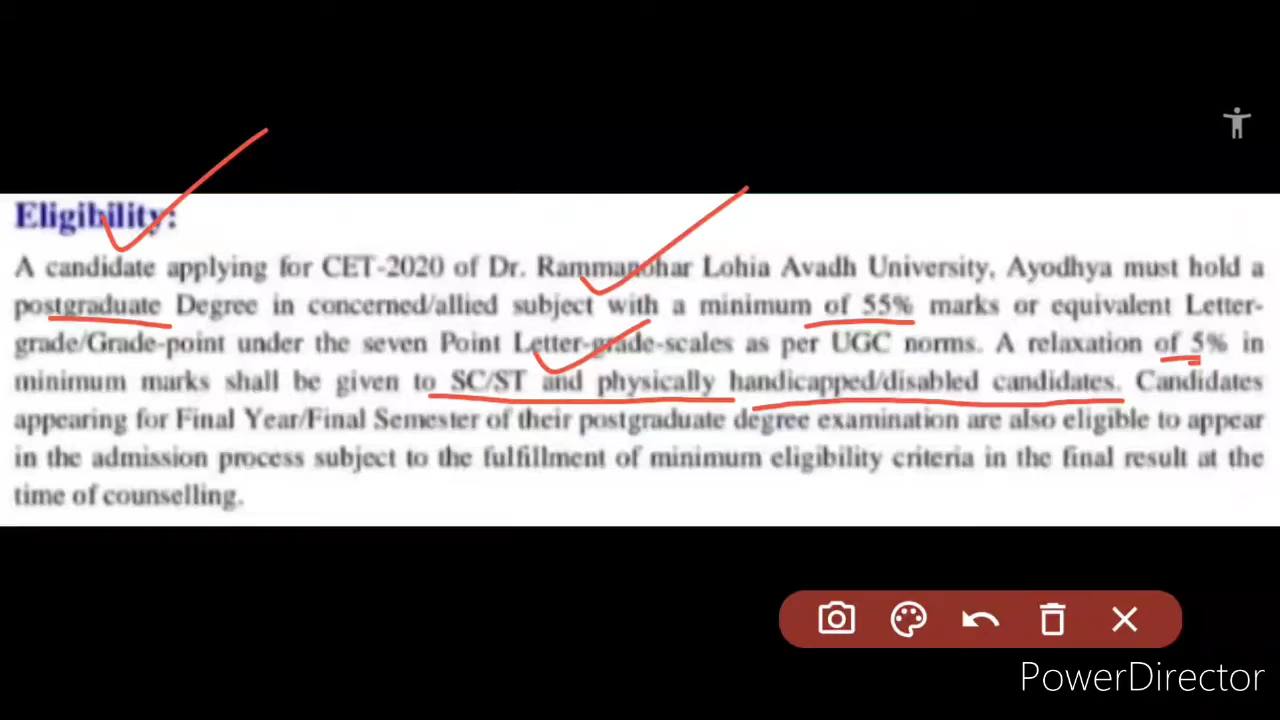 Eligibility:
A candidate applying for CET-2020 of Dr. Rammanohar Lohia Avadh University, Ayodhya must hold a
postgraduate Degree in concerned/allied subject with a minimum of 55% marks or equivalent Letter-
grade/Grade-point under the seven Point Letter-grade-scales as per UGC norms. A relaxation of 5% in
minimum marks shall be given to SC/ST and physically handicapped/disabled candidates. Candidates
appearing for Final Year/Final Semester of their postgraduate degree examination are also eligible to appear
in the admission process subject to the fulfillment of minimum eligibility criteria in the final result at the
time of counselling.
PowerDirector